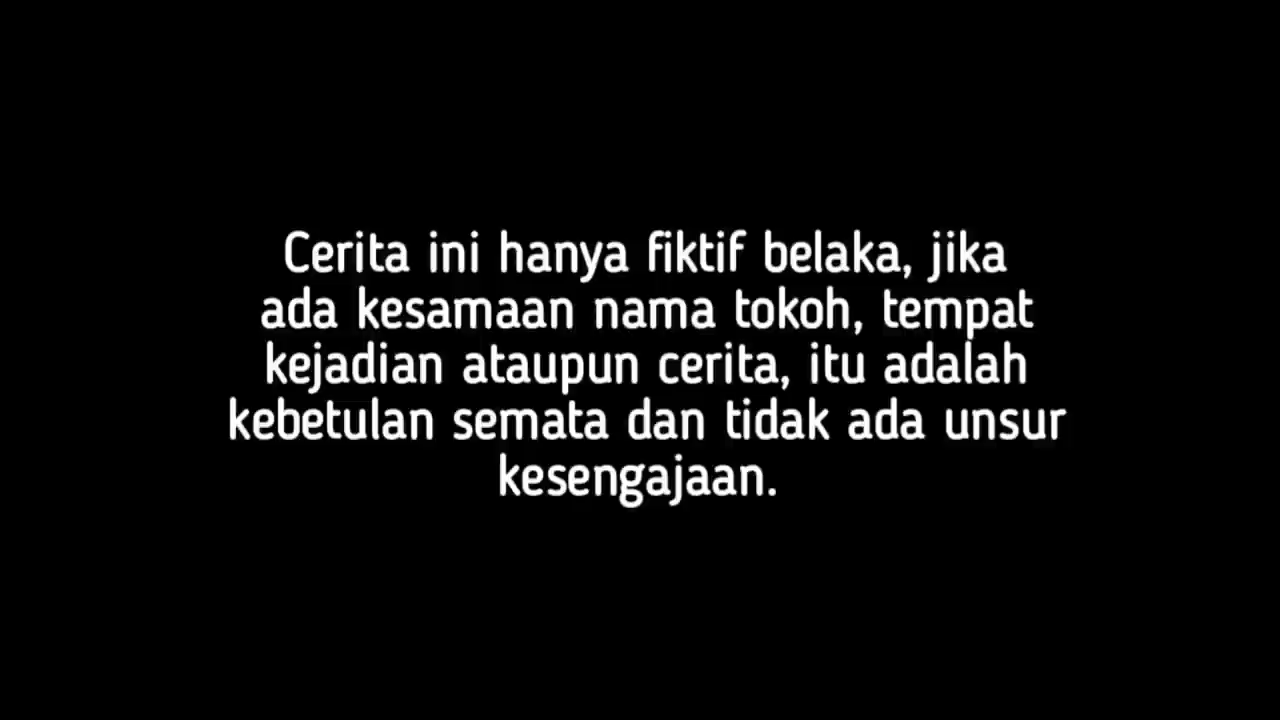 Cerita ini hanya fiktif belaka, jika
ada kesamaan nama tokoh, tempat
kejadian ataupun cerita, itu adalah
kebetulan semata dan tidak ada unsur
kesengajaan.